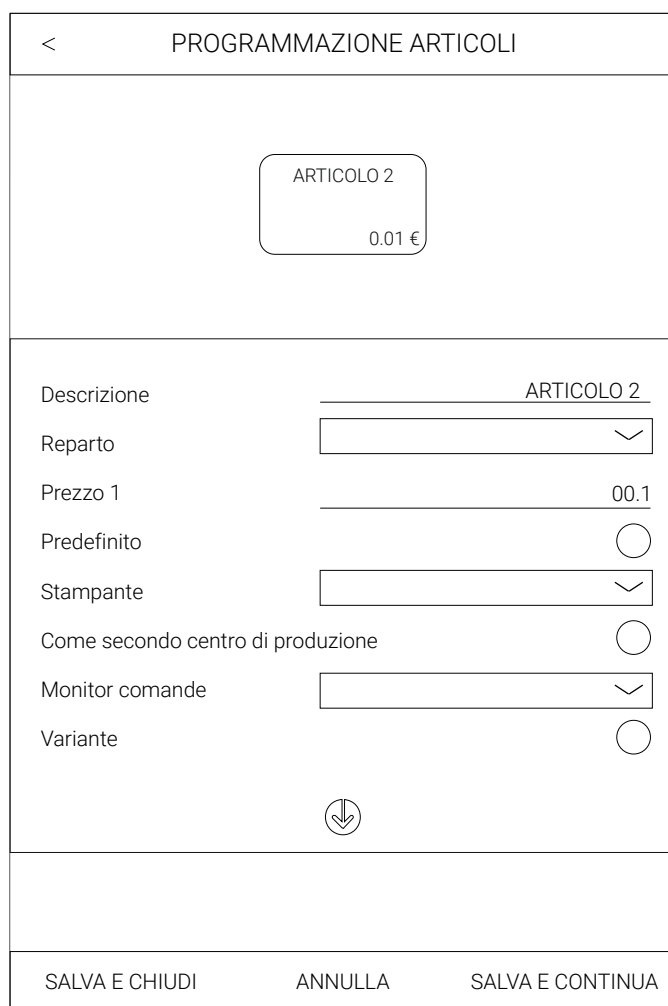 < PROGRAMMAZIONE ARTICOLI
ARTICOLO 2
0.01 €
Descrizione ARTICOLO 2
Reparto
Prezzo 1 00.1
Predefinito
Stampante
Come secondo centro di produzione
Monitor comande
Variante
SALVA E CHIUDI ANNULLA SALVA E CONTINUA